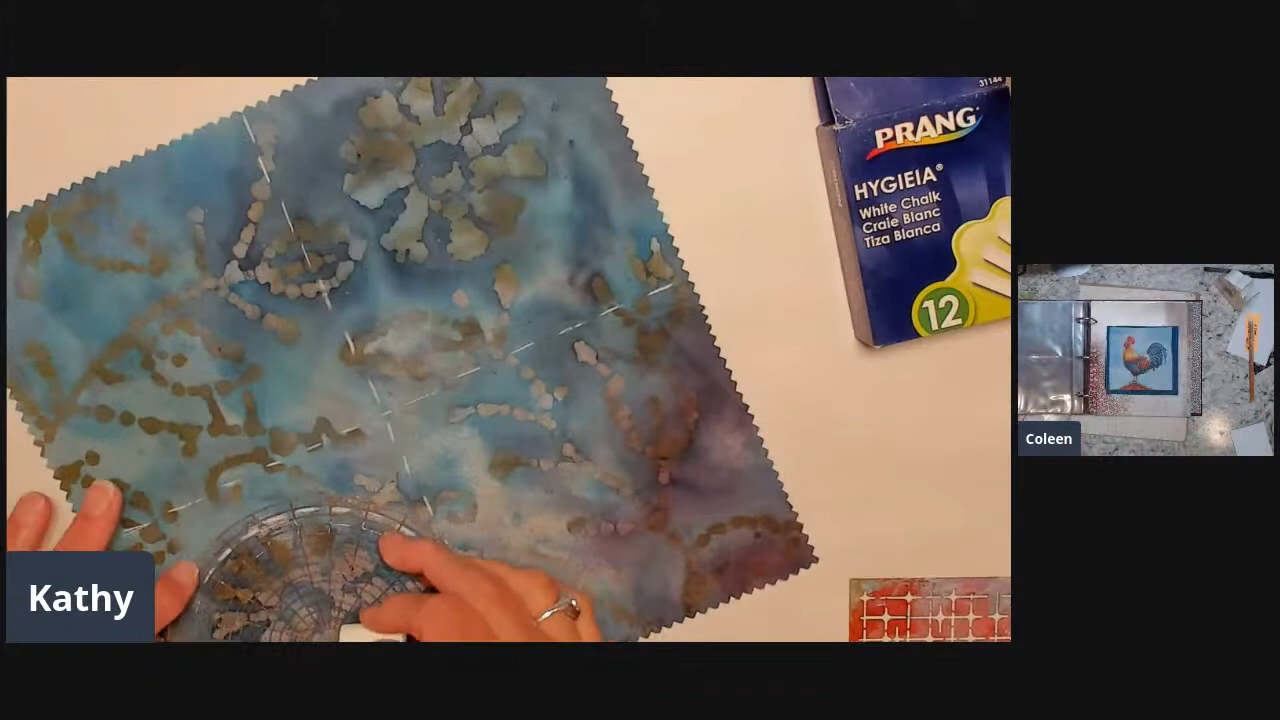 31144
PRANG
HYGIEIA®
White Chalk
Craie Blanc
Tiza Blanca
12
Kathy
Coleen